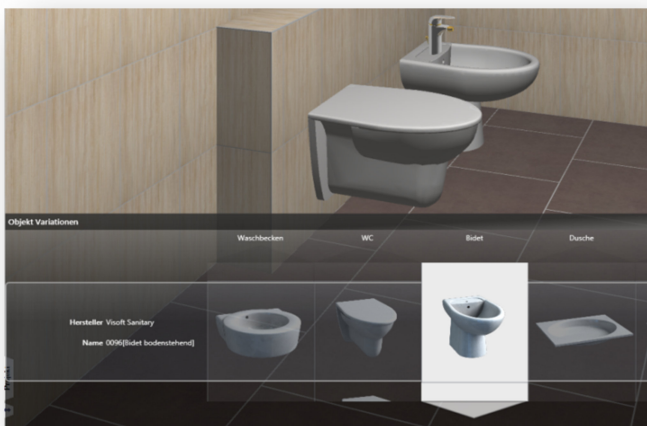 Objekt Variationen
Waschbecken WC Bidet Dusche
Hersteller Visoft Sanitary
Name 0096[Bidet bodenstehend]